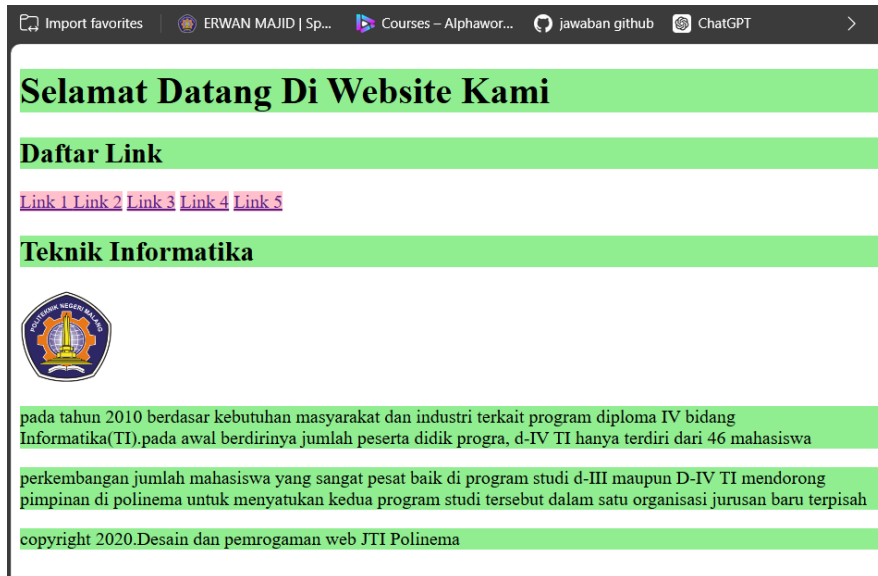 Import favorites ERWAN MAJID | Sp... Courses – Alphawor... jawaban github ChatGPT
Selamat Datang Di Website Kami
Daftar Link
Link 1 Link 2 Link 3 Link 4 Link 5
Teknik Informatika
POLITEKNIK NEGERI MALANG
pada tahun 2010 berdasar kebutuhan masyarakat dan industri terkait program diploma IV bidang
Informatika(TI).pada awal berdirinya jumlah peserta didik progra, d-IV TI hanya terdiri dari 46 mahasiswa
perkembangan jumlah mahasiswa yang sangat pesat baik di program studi d-III maupun D-IV TI mendorong
pimpinan di polinema untuk menyatukan kedua program studi tersebut dalam satu organisasi jurusan baru terpisah
copyright 2020.Desain dan pemrogaman web JTI Polinema